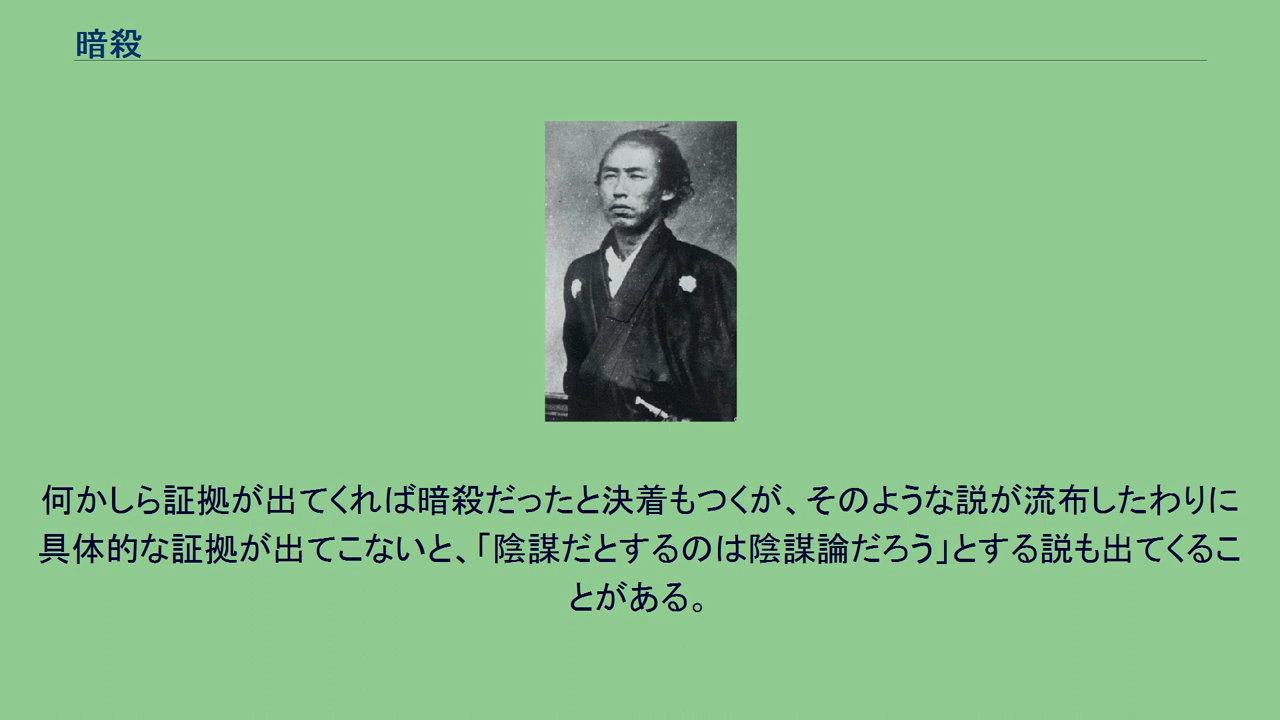 暗殺
何かしら証拠が出てくれば暗殺だったと決着もつくが、そのような説が流布したわりに
具体的な証拠が出てこないと、「陰謀だとするのは陰謀論だろう」とする説も出てくるこ
とがある。